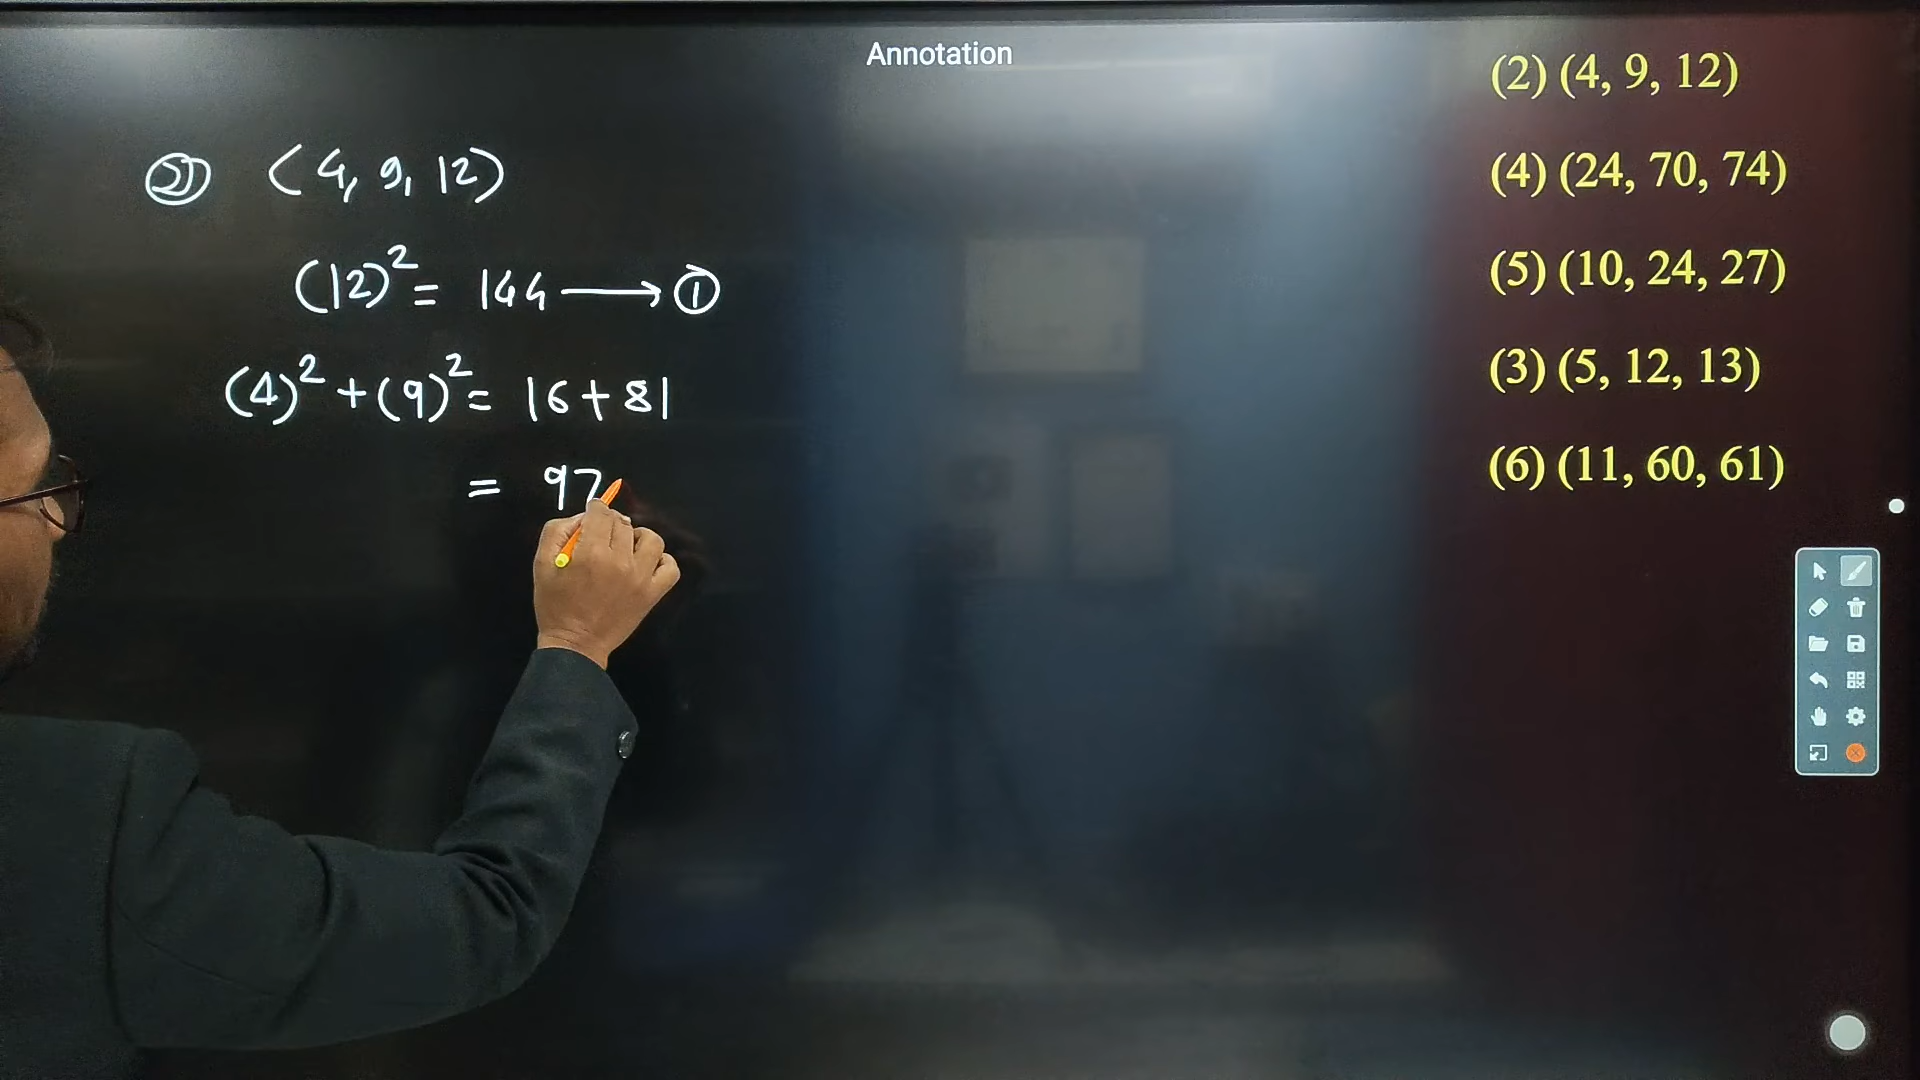 Annotation
② (4, 9, 12)
(12)² = 144 ⟶ ①
(4)² + (9)² = 16 + 81
= 97
(2) (4, 9, 12)
(4) (24, 70, 74)
(5) (10, 24, 27)
(3) (5, 12, 13)
(6) (11, 60, 61)